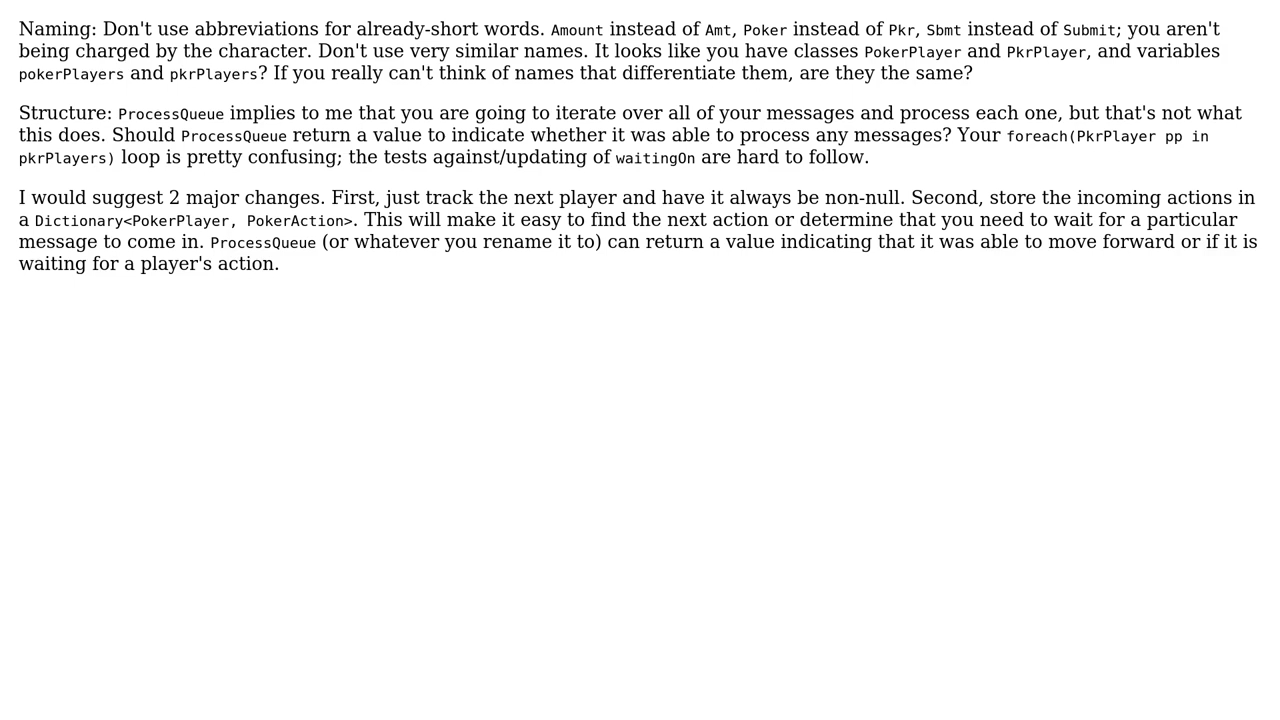 Naming: Don't use abbreviations for already-short words. Amount instead of Amt, Poker instead of Pkr, Sbmt instead of Submit; you aren't
being charged by the character. Don't use very similar names. It looks like you have classes PokerPlayer and PkrPlayer, and variables
pokerPlayers and pkrPlayers? If you really can't think of names that differentiate them, are they the same?
Structure: ProcessQueue implies to me that you are going to iterate over all of your messages and process each one, but that's not what
this does. Should ProcessQueue return a value to indicate whether it was able to process any messages? Your foreach(PkrPlayer pp in
pkrPlayers) loop is pretty confusing; the tests against/updating of waitingOn are hard to follow.
I would suggest 2 major changes. First, just track the next player and have it always be non-null. Second, store the incoming actions in
a Dictionary<PokerPlayer, PokerAction>. This will make it easy to find the next action or determine that you need to wait for a particular
message to come in. ProcessQueue (or whatever you rename it to) can return a value indicating that it was able to move forward or if it is
waiting for a player's action.